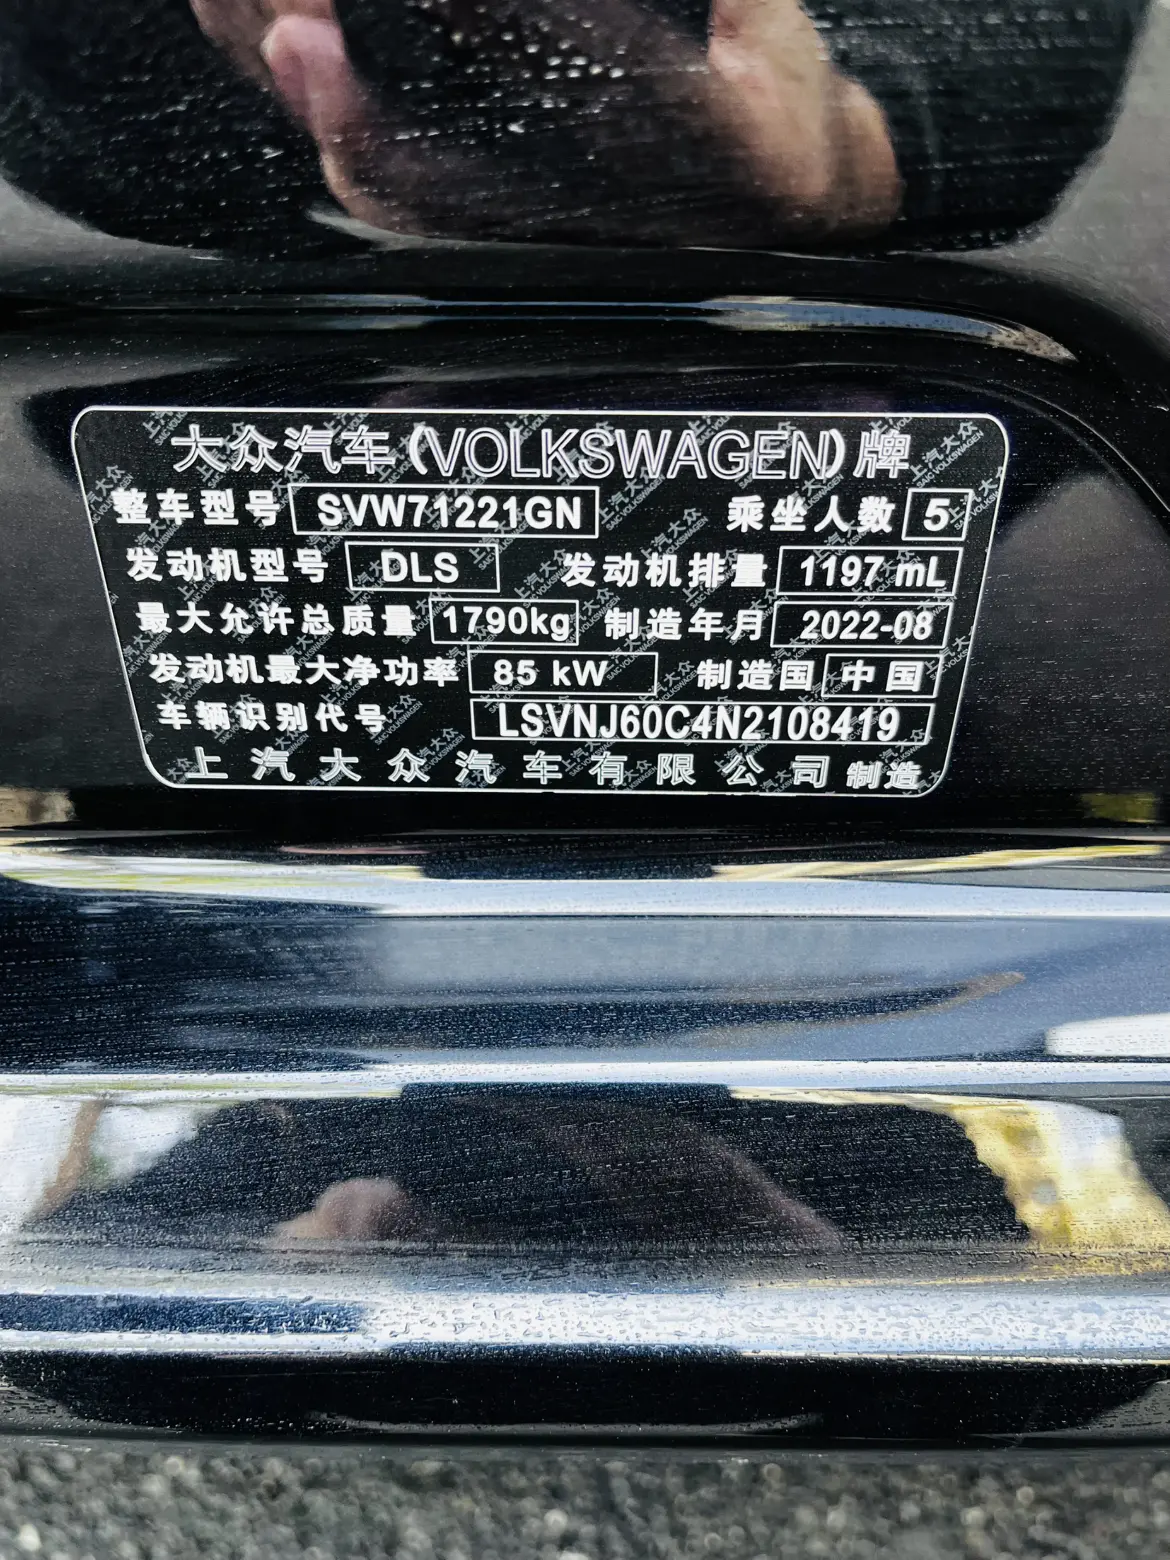 大众汽车(VOLKSWAGEN)牌
整车型号 SVW71221GN 乘坐人数 5
发动机型号 DLS 发动机排量 1197 mL
最大允许总质量 1790kg 制造年月 2022-08
发动机最大净功率 85 kW 制造国 中国
车辆识别代号 LSVNJ60C4N2108419
上汽大众汽车有限公司 制造